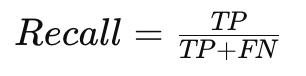 Recall = TP / TP+FN